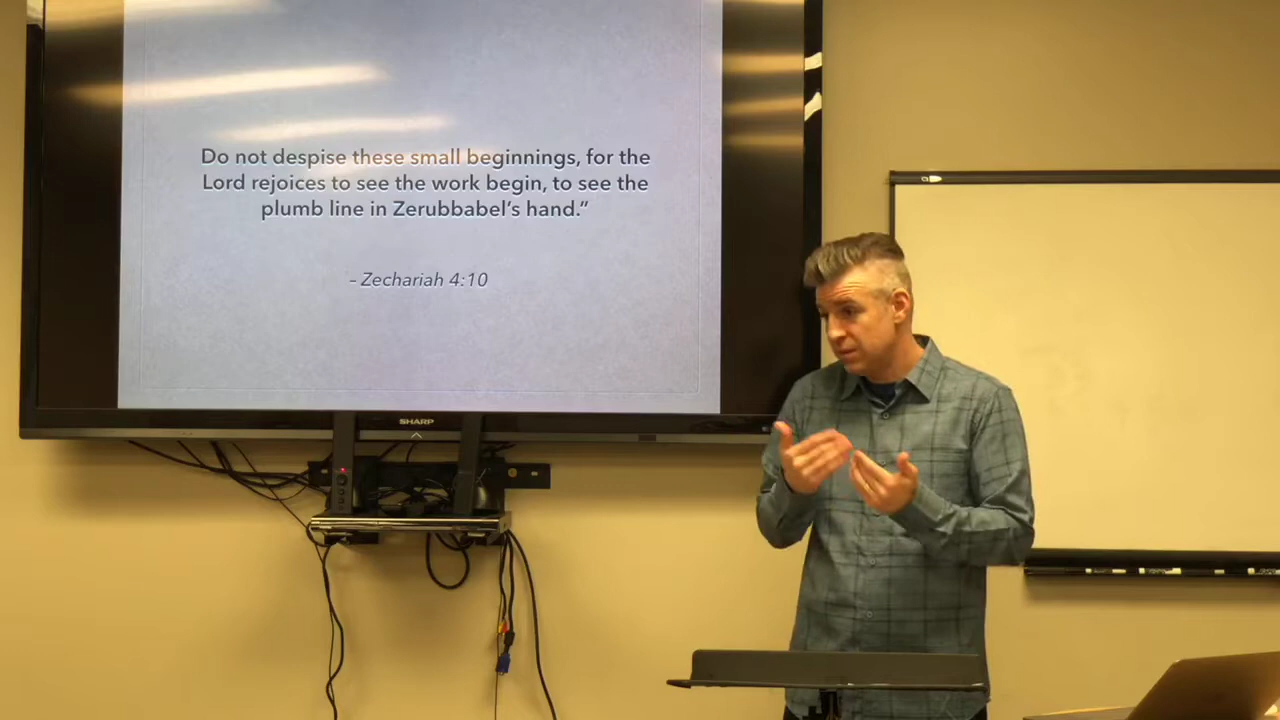 Do not despise these small beginnings, for the
Lord rejoices to see the work begin, to see the
plumb line in Zerubbabel’s hand.”
– Zechariah 4:10
SHARP